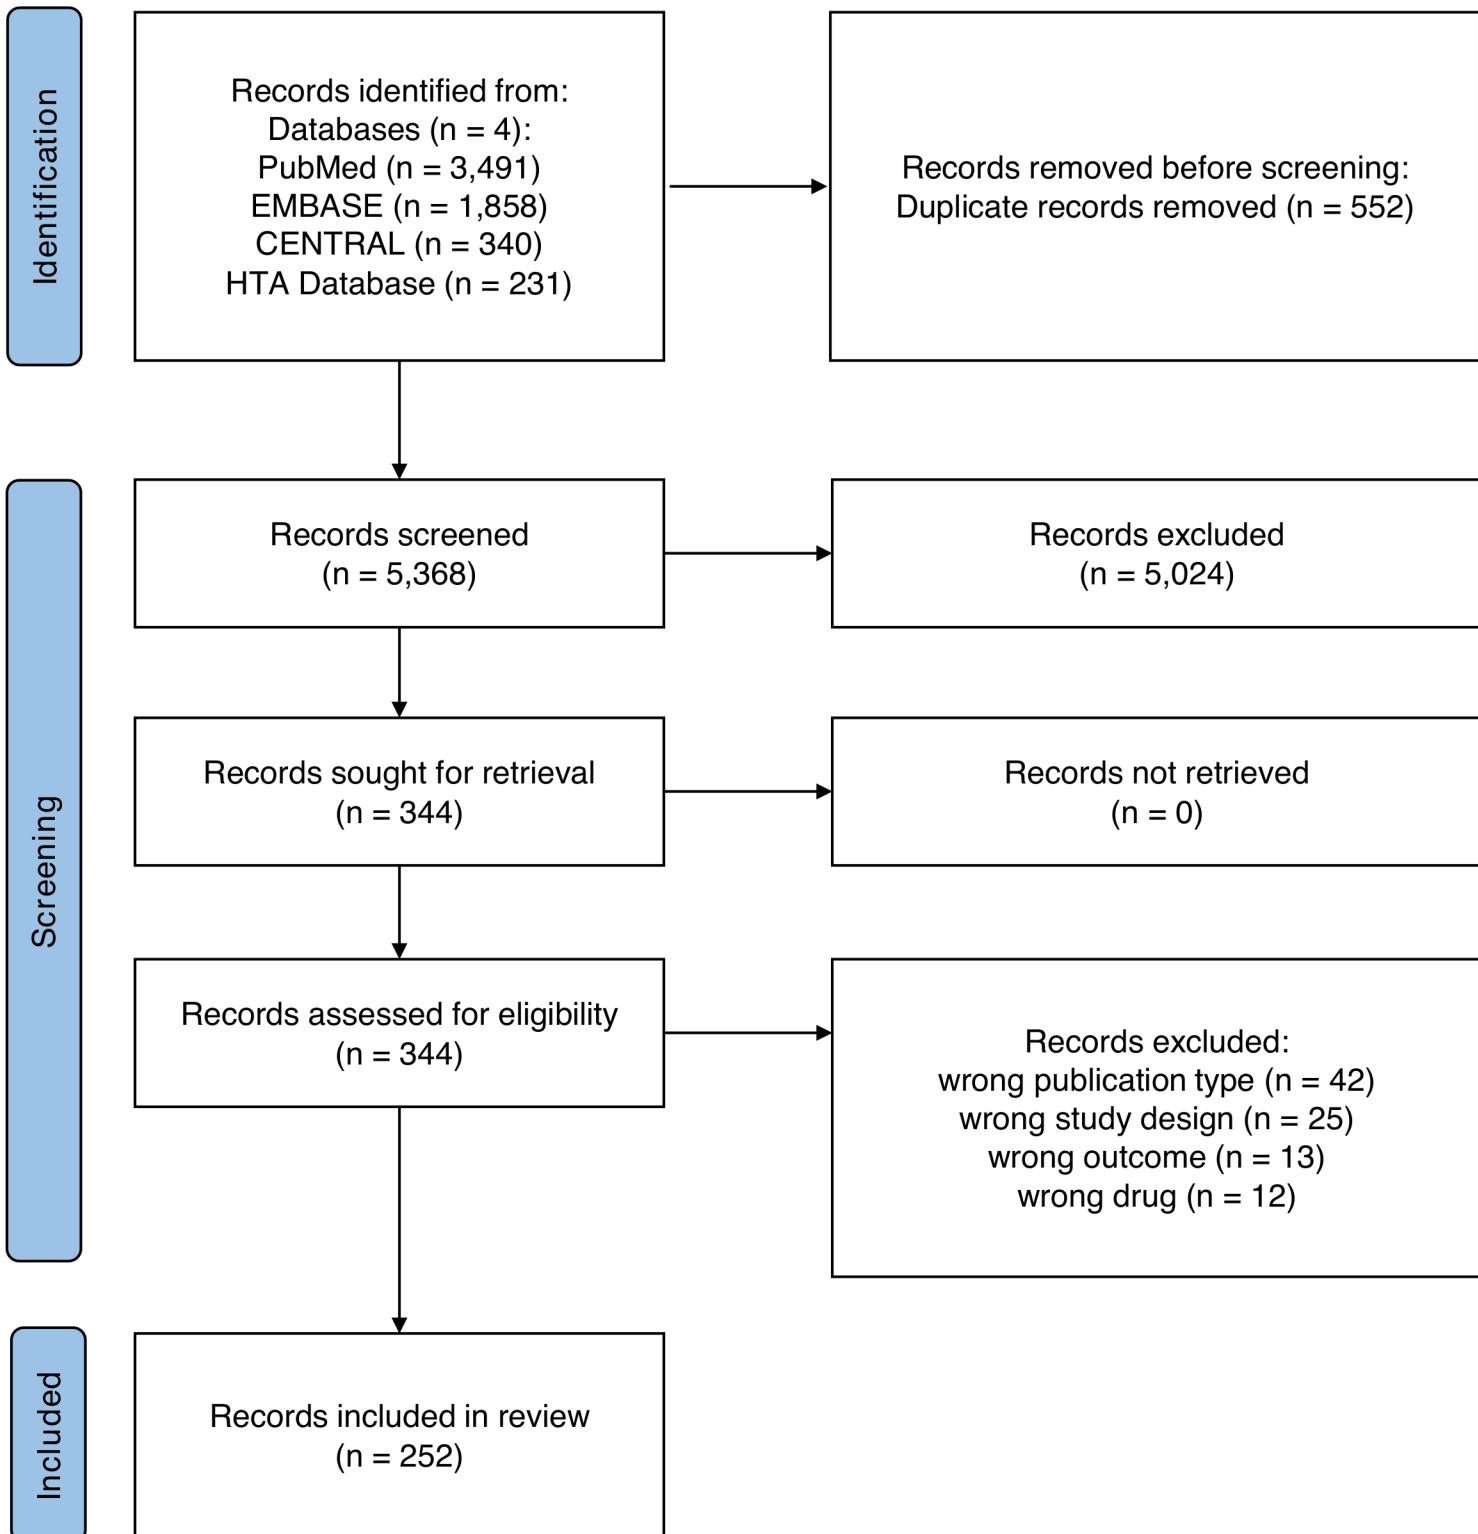 Identification
Records identified from:
Databases (n = 4):
PubMed (n = 3,491)
EMBASE (n = 1,858)
CENTRAL (n = 340)
HTA Database (n = 231)
Records removed before screening:
Duplicate records removed (n = 552)
Screening
Records screened
(n = 5,368)
Records excluded
(n = 5,024)
Records sought for retrieval
(n = 344)
Records not retrieved
(n = 0)
Records assessed for eligibility
(n = 344)
Records excluded:
wrong publication type (n = 42)
wrong study design (n = 25)
wrong outcome (n = 13)
wrong drug (n = 12)
Included
Records included in review
(n = 252)